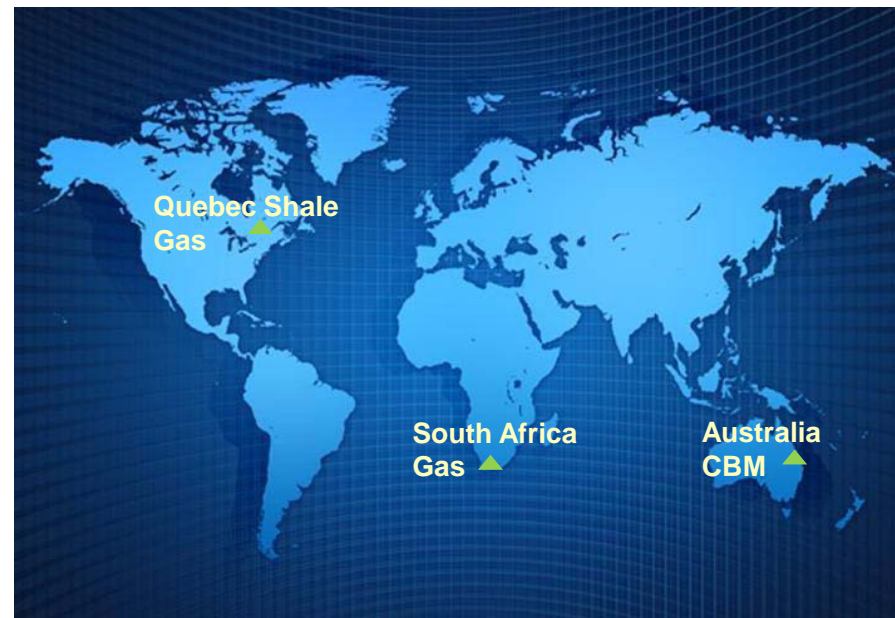 Quebec Shale
Gas
South Africa
Gas
Australia
CBM